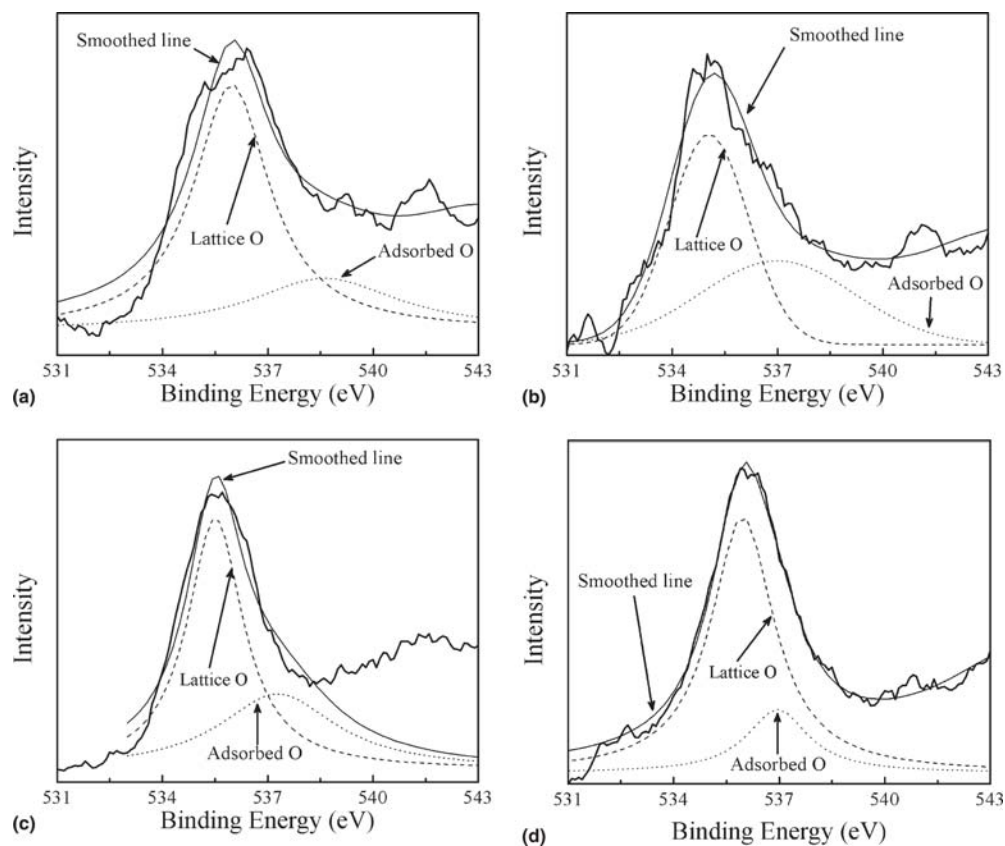 Smoothed line
Lattice O
Adsorbed O
Intensity
531 534 537 540 543
Binding Energy (eV)
(a)
Smoothed line
Lattice O
Adsorbed O
Intensity
531 534 537 540 543
Binding Energy (eV)
(b)
Smoothed line
Lattice O
Adsorbed O
Intensity
531 534 537 540 543
Binding Energy (eV)
(c)
Smoothed line
Lattice O
Adsorbed O
Intensity
531 534 537 540 543
Binding Energy (eV)
(d)